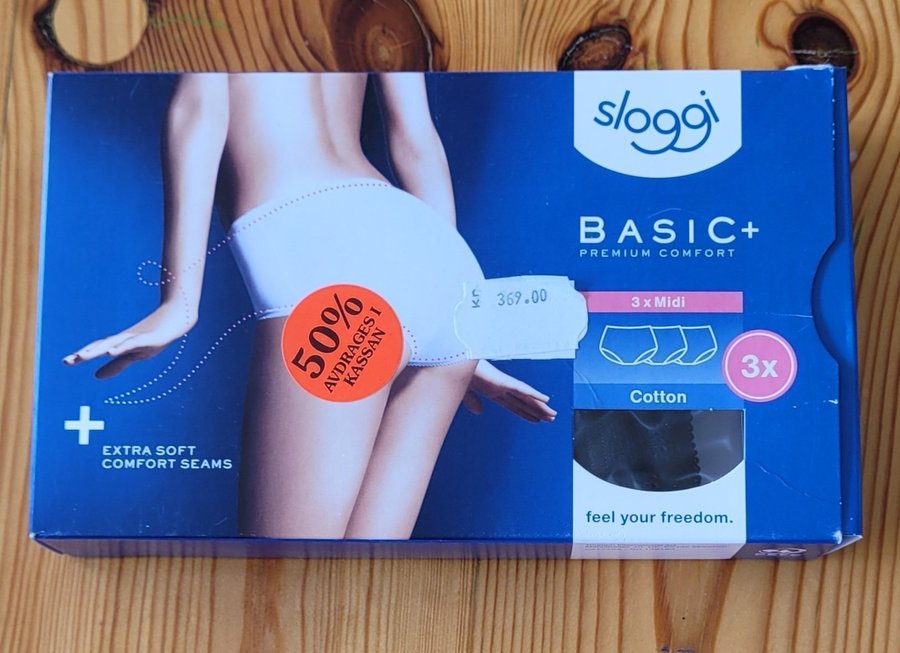 sloggi
BASIC+
PREMIUM COMFORT
Kr 369.00
3 x Midi
50%
AVDRAGES I
KASSAN
3x
Cotton
+
EXTRA SOFT
COMFORT SEAMS
feel your freedom.